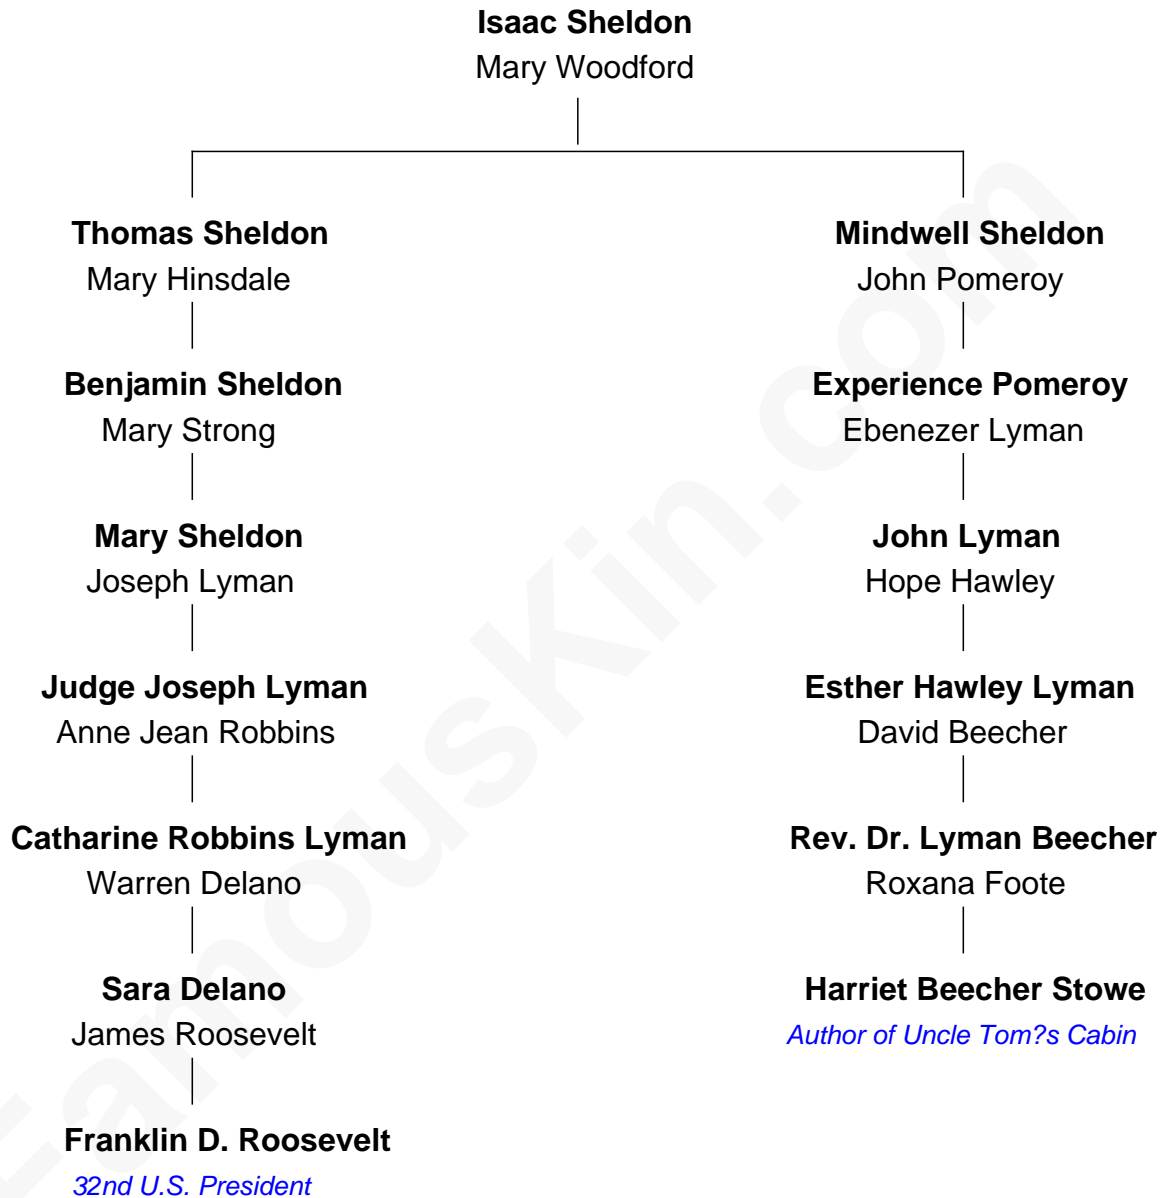 Isaac Sheldon
Mary Woodford
Thomas Sheldon
Mary Hinsdale
Mindwell Sheldon
John Pomeroy
Benjamin Sheldon
Mary Strong
Experience Pomeroy
Ebenezer Lyman
Mary Sheldon
Joseph Lyman
John Lyman
Hope Hawley
Judge Joseph Lyman
Anne Jean Robbins
Esther Hawley Lyman
David Beecher
Catharine Robbins Lyman
Warren Delano
Rev. Dr. Lyman Beecher
Roxana Foote
Sara Delano
James Roosevelt
Harriet Beecher Stowe
Author of Uncle Tom?s Cabin
Franklin D. Roosevelt
32nd U.S. President
FamousKin.com